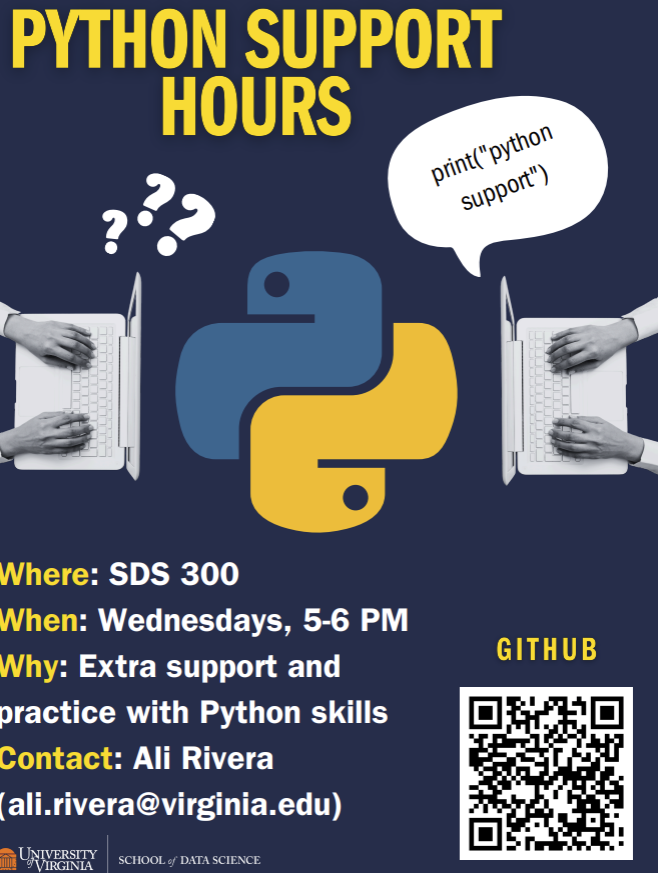 PYTHON SUPPORT
HOURS
print("python
support")
? ? ?
Where: SDS 300
When: Wednesdays, 5-6 PM
Why: Extra support and
practice with Python skills
Contact: Ali Rivera
(ali.rivera@virginia.edu)
GITHUB
UNIVERSITY
of VIRGINIA
SCHOOL of DATA SCIENCE